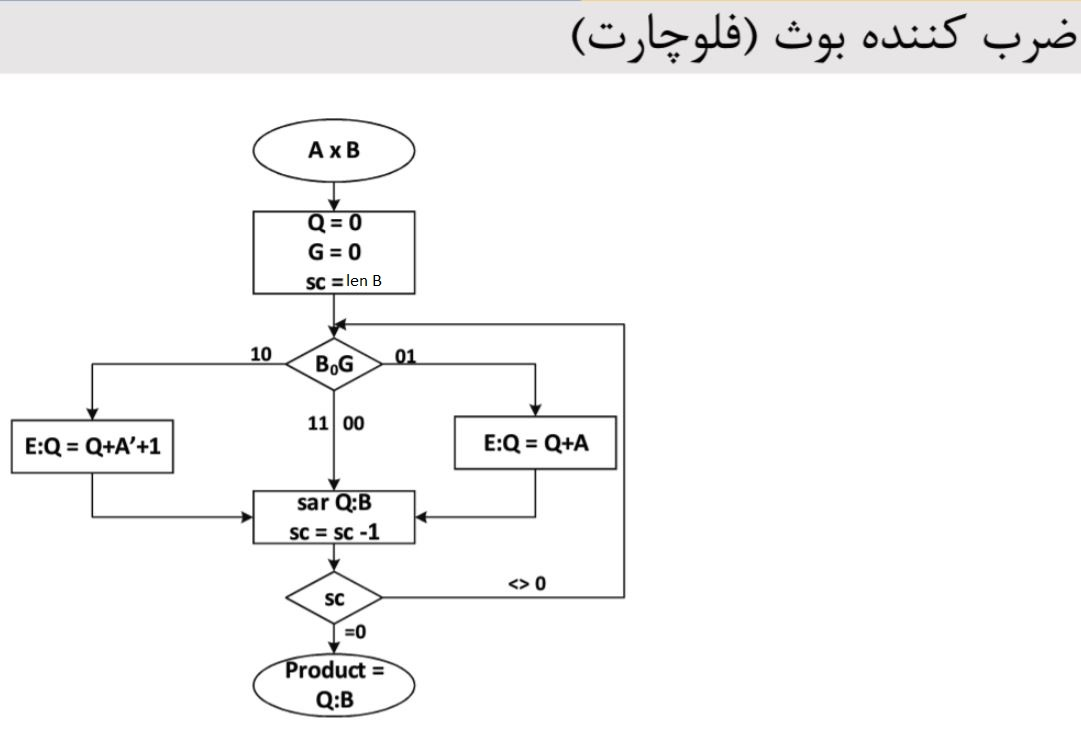 ضرب کننده بوث (فلوچارت)
A x B
Q = 0
G = 0
sc = len B
10
B₀G
01
11 00
E:Q = Q+A’+1
E:Q = Q+A
sar Q:B
sc = sc -1
sc
<> 0
=0
Product =
Q:B